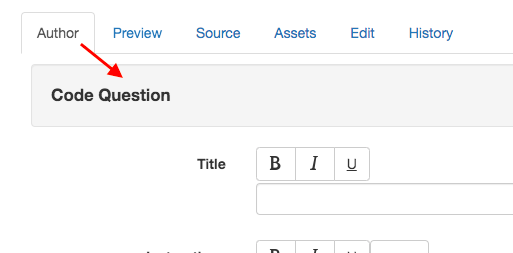 Author Preview Source Assets Edit History
Code Question
Title B I U
B I